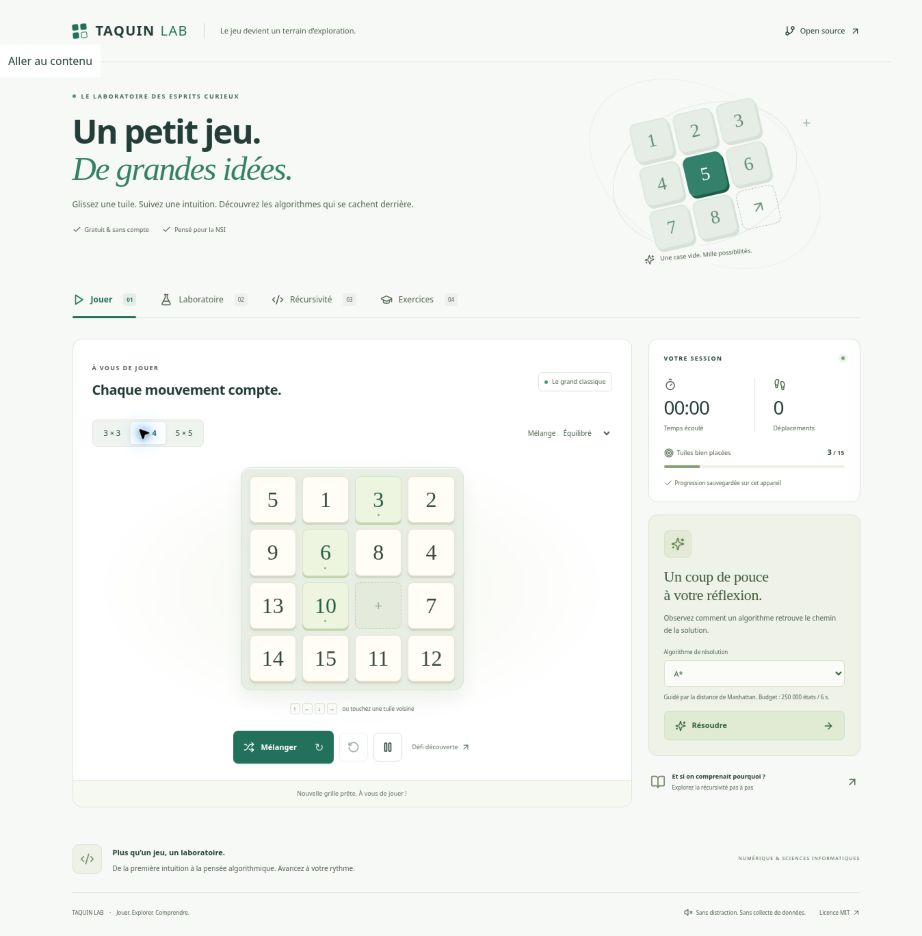 TAQUIN LAB
Le jeu devient un terrain d'exploration.
Open source
Aller au contenu
LE LABORATOIRE DES ESPRITS CURIEUX
Un petit jeu.
De grandes idées.
Glissez une tuile. Suivez une intuition. Découvrez les algorithmes qui se cachent derrière.
Gratuit & sans compte
Pensé pour la NSI
1 2 3
4 5 6
7 8
Une case vide. Mille possibilités.
Jouer 01
Laboratoire 02
Récursivité 03
Exercices 04
À VOUS DE JOUER
Chaque mouvement compte.
Le grand classique
3 × 3
4
5 × 5
Mélange Équilibré
5 1 3 2
9 6 8 4
13 10 + 7
14 15 11 12
↑ ← ↓ → ou touchez une tuile voisine
Mélanger ↻
Défi découverte
Nouvelle grille prête. À vous de jouer !
VOTRE SESSION
00:00
Temps écoulé
0
Déplacements
Tuiles bien placées 3 / 15
Progression sauvegardée sur cet appareil
Un coup de pouce
à votre réflexion.
Observez comment un algorithme retrouve le chemin
de la solution.
Algorithme de résolution
A*
Guidé par la distance de Manhattan. Budget : 250 000 états / 6 s.
Résoudre
Et si on comprenait pourquoi ?
Explorez la récursivité pas à pas
Plus qu'un jeu, un laboratoire.
De la première intuition à la pensée algorithmique. Avancez à votre rythme.
NUMÉRIQUE & SCIENCES INFORMATIQUES
TAQUIN LAB · Jouer. Explorer. Comprendre.
Sans distraction. Sans collecte de données.
Licence MIT